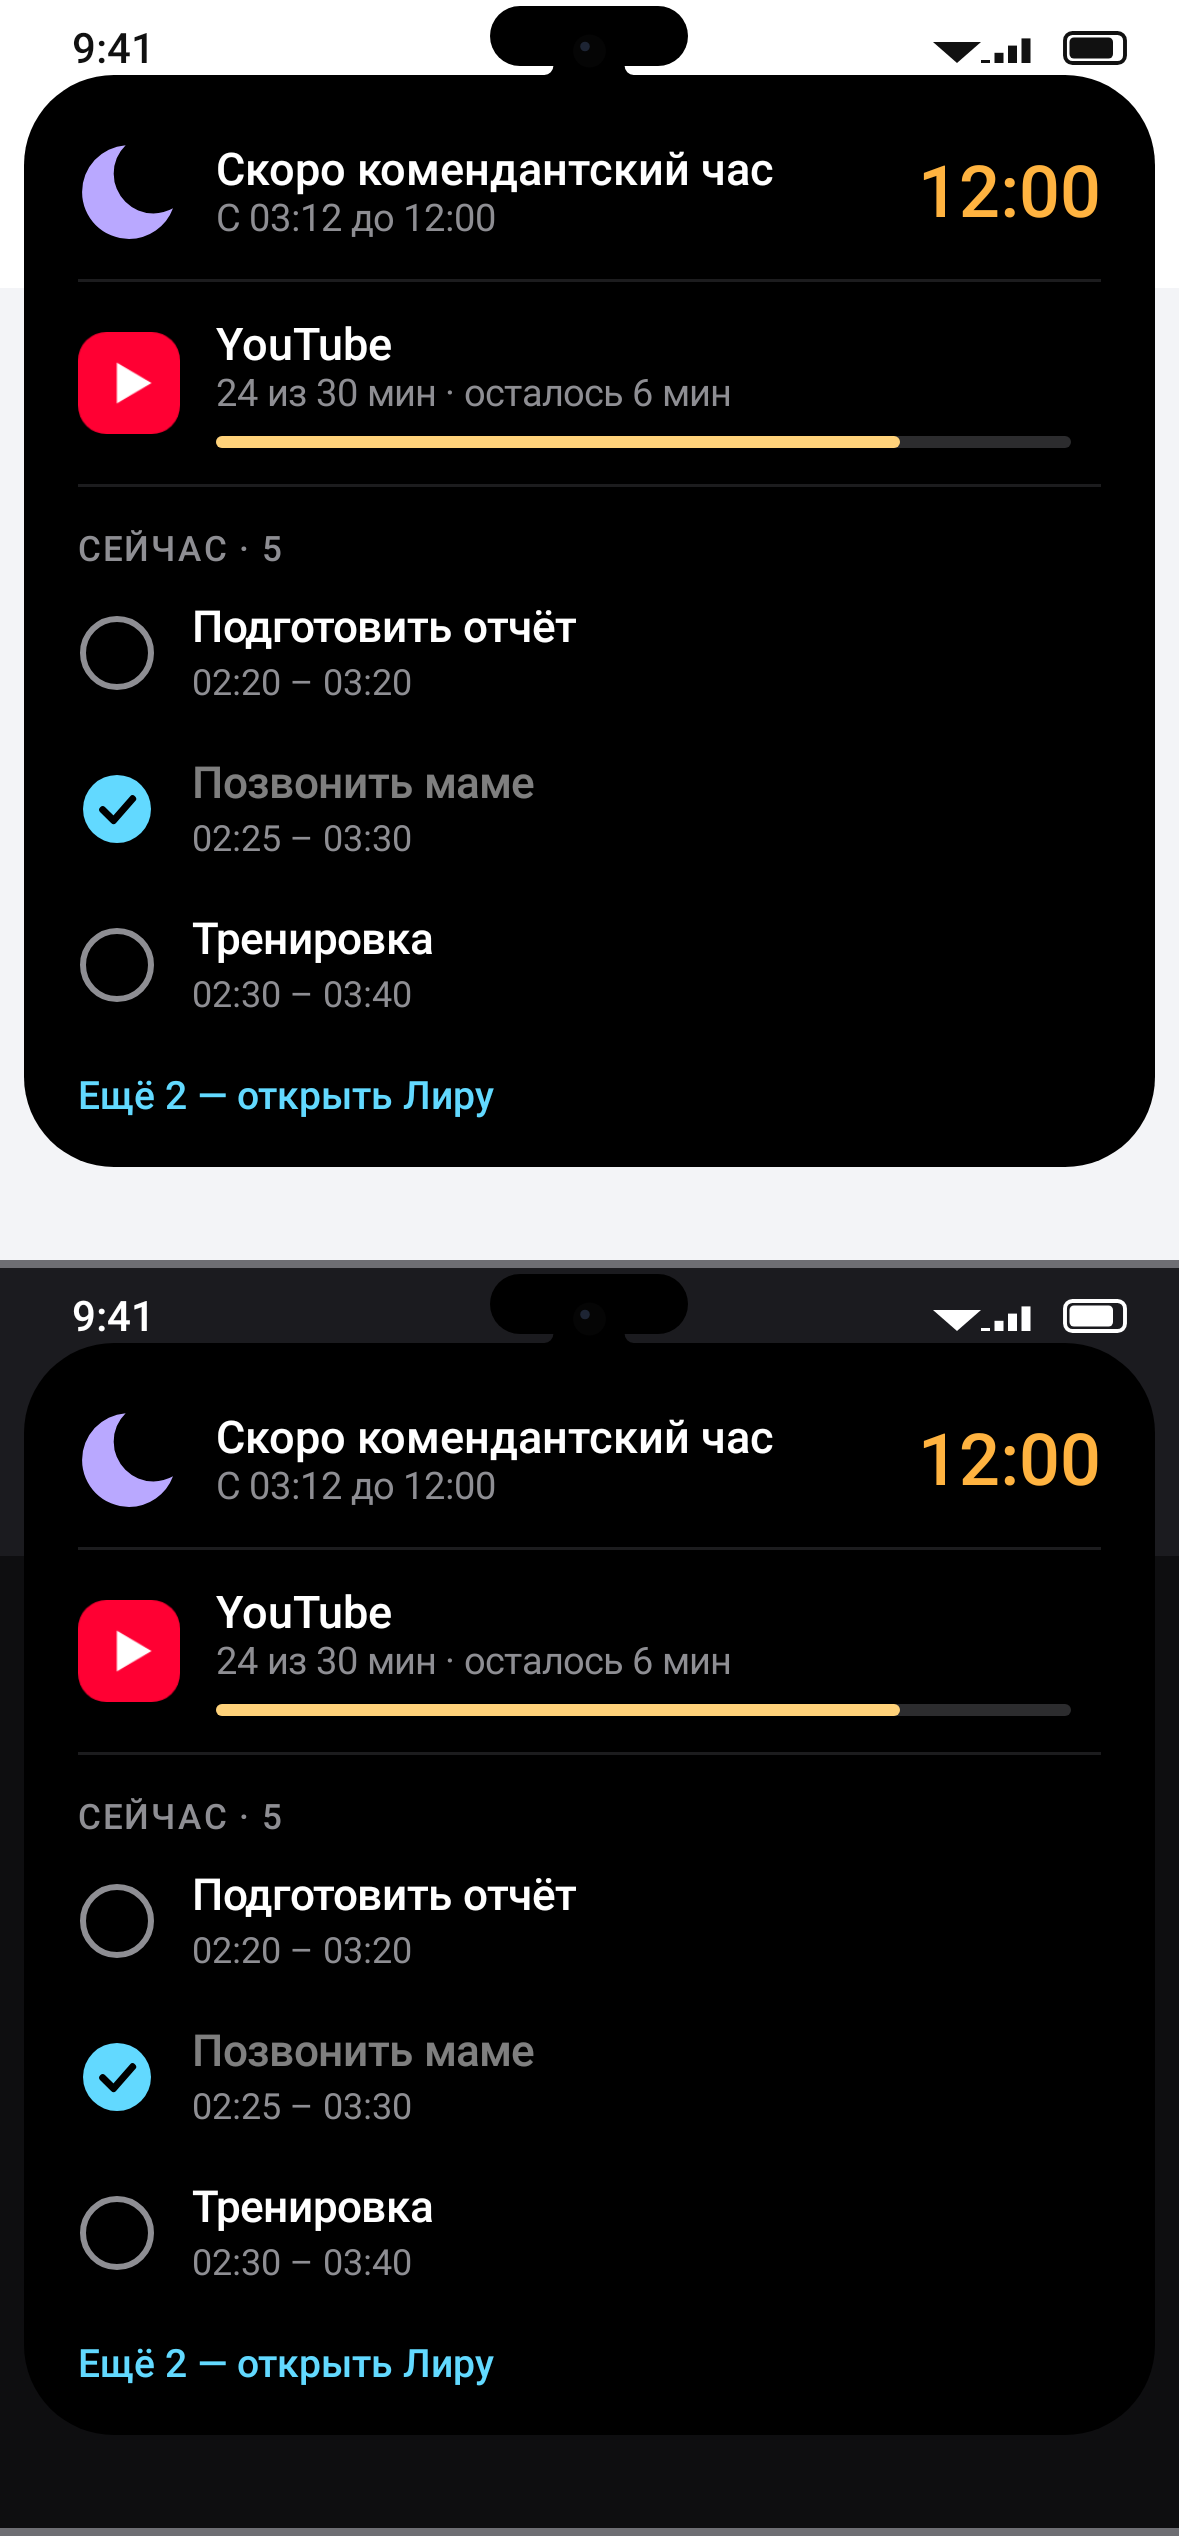 9:41
Скоро комендантский час
С 03:12 до 12:00
12:00
YouTube
24 из 30 мин · осталось 6 мин
СЕЙЧАС · 5
Подготовить отчёт
02:20 – 03:20
Позвонить маме
02:25 – 03:30
Тренировка
02:30 – 03:40
Ещё 2 — открыть Лиру
9:41
Скоро комендантский час
С 03:12 до 12:00
12:00
YouTube
24 из 30 мин · осталось 6 мин
СЕЙЧАС · 5
Подготовить отчёт
02:20 – 03:20
Позвонить маме
02:25 – 03:30
Тренировка
02:30 – 03:40
Ещё 2 — открыть Лиру